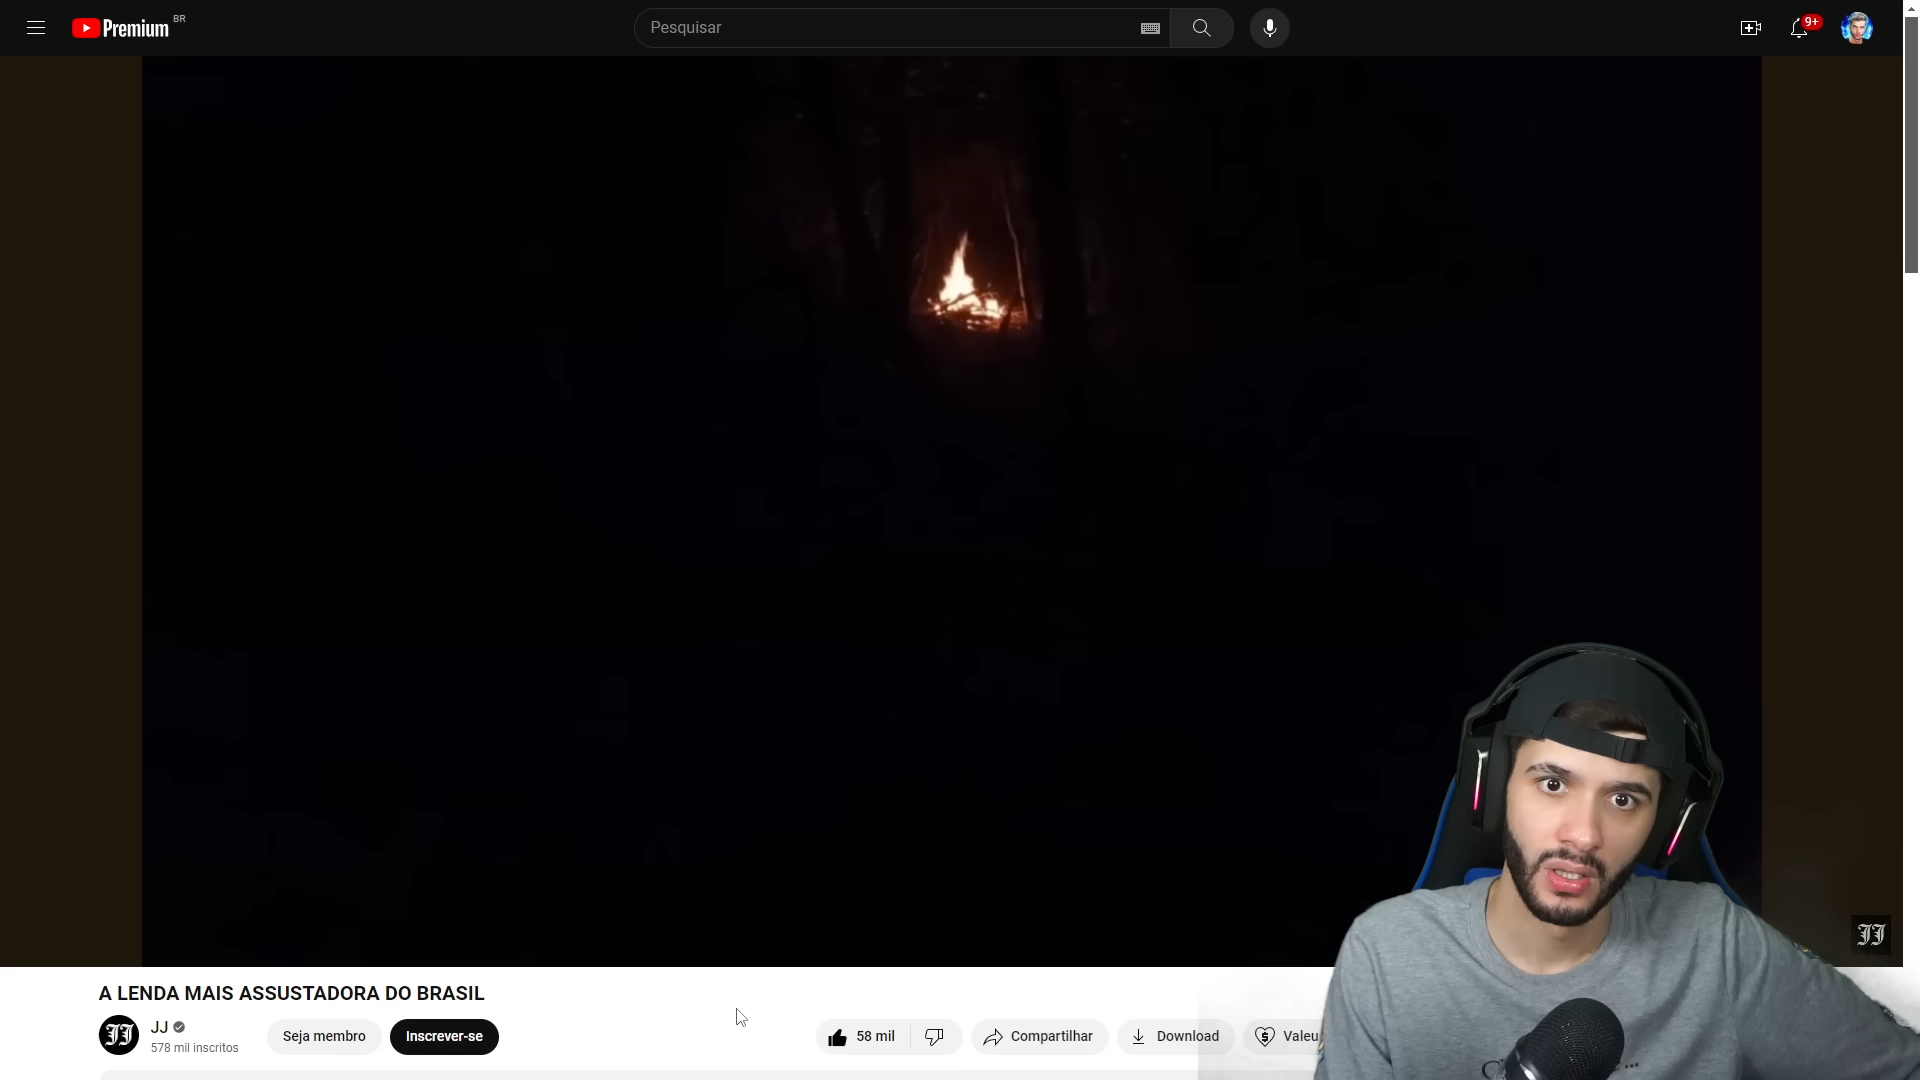 Premium BR
Pesquisar
9+
JJ
A LENDA MAIS ASSUSTADORA DO BRASIL
JJ
JJ
578 mil inscritos
Seja membro
Inscrever-se
58 mil
Compartilhar
Download
Valeu